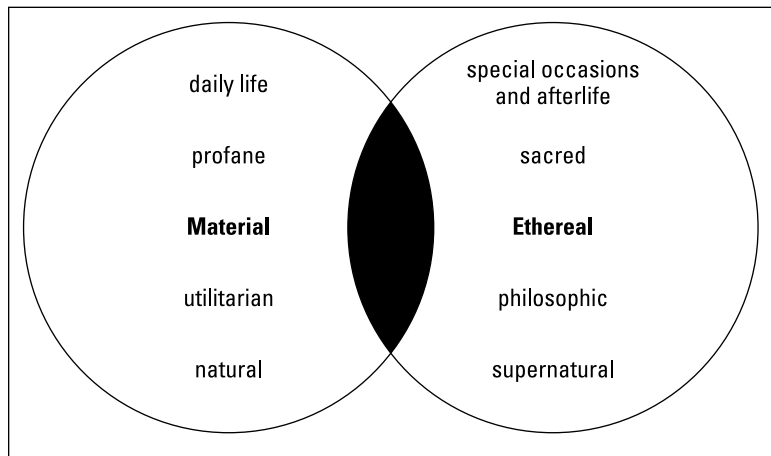 daily life
profane
Material
utilitarian
natural
special occasions
and afterlife
sacred
Ethereal
philosophic
supernatural